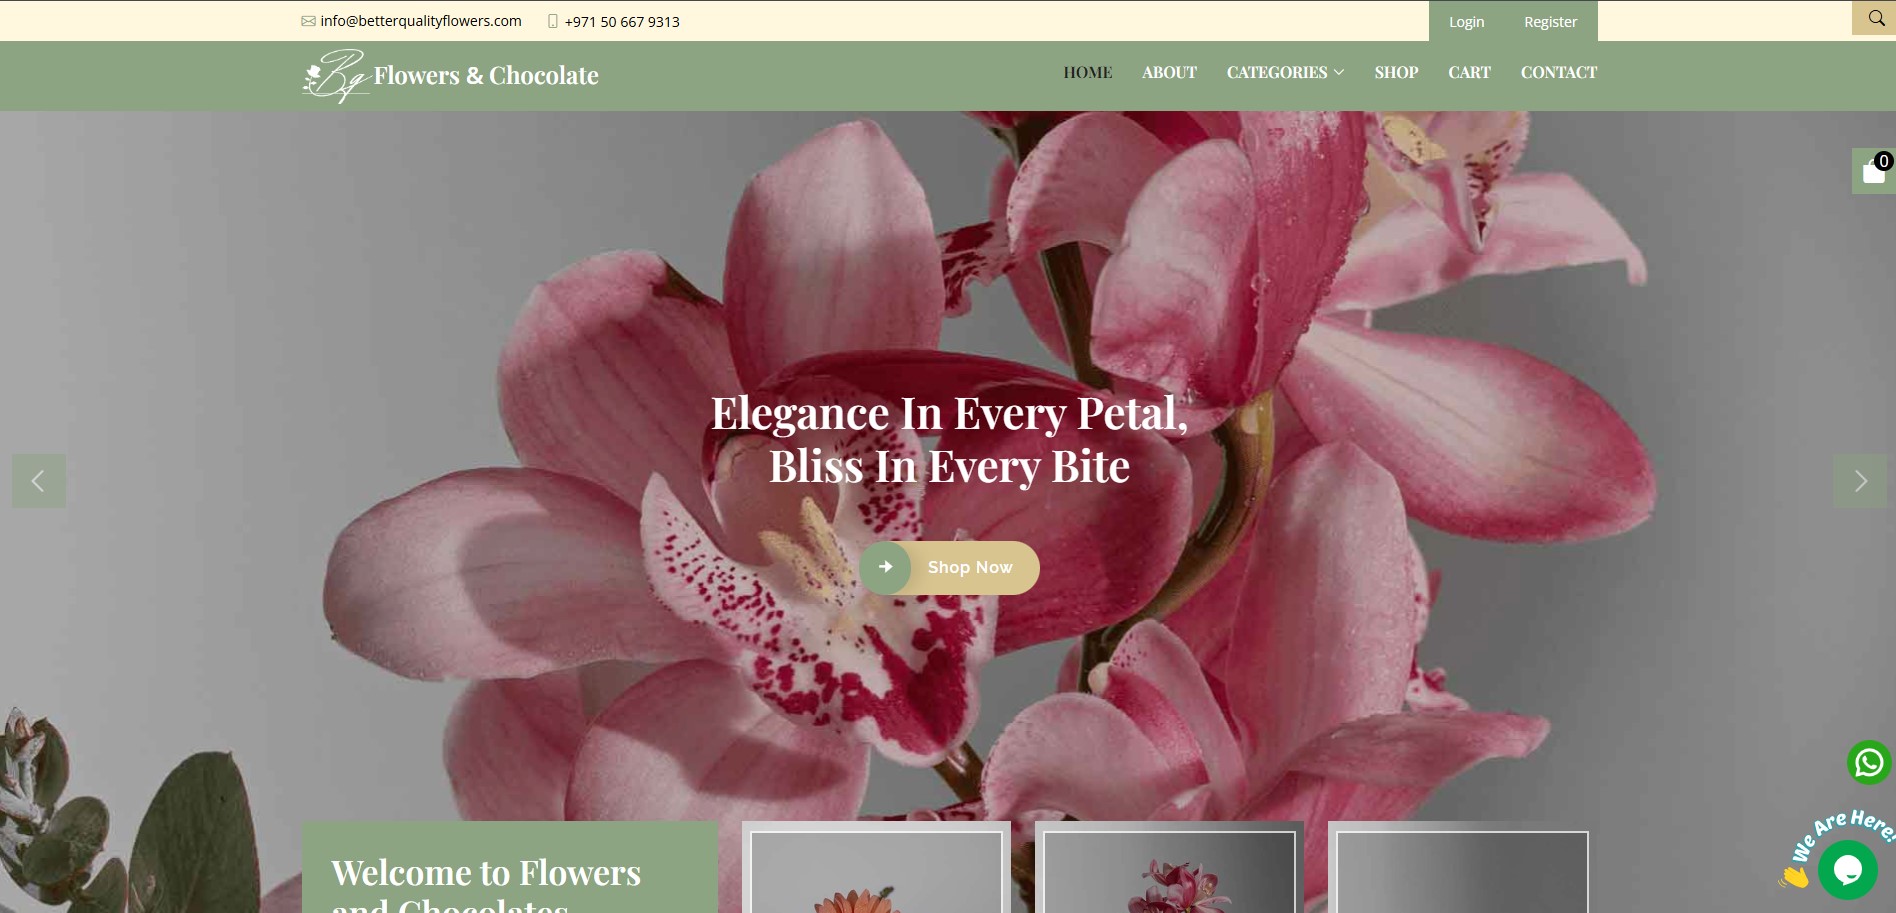 info@betterqualityflowers.com
+971 50 667 9313
Login
Register
Bq Flowers & Chocolate
HOME
ABOUT
CATEGORIES
SHOP
CART
CONTACT
0
Elegance In Every Petal,
Bliss In Every Bite
Shop Now
We Are Here!
Welcome to Flowers
and Chocolates